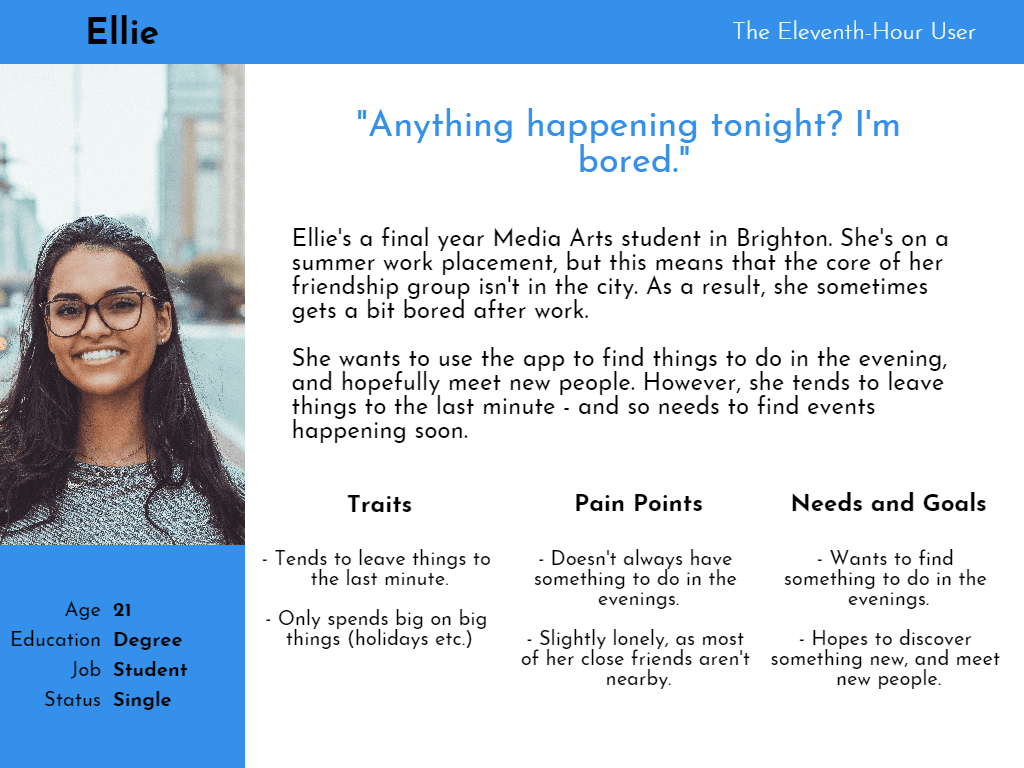 Ellie
The Eleventh-Hour User
"Anything happening tonight? I'm
bored."
Ellie's a final year Media Arts student in Brighton. She's on a
summer work placement, but this means that the core of her
friendship group isn't in the city. As a result, she sometimes
gets a bit bored after work.
She wants to use the app to find things to do in the evening,
and hopefully meet new people. However, she tends to leave
things to the last minute - and so needs to find events
happening soon.
Traits
- Tends to leave things to
the last minute.
- Only spends big on big
things (holidays etc.)
Pain Points
- Doesn't always have
something to do in the
evenings.
- Slightly lonely, as most
of her close friends aren't
nearby.
Needs and Goals
- Wants to find
something to do in the
evenings.
- Hopes to discover
something new, and meet
new people.
Age 21
Education Degree
Job Student
Status Single